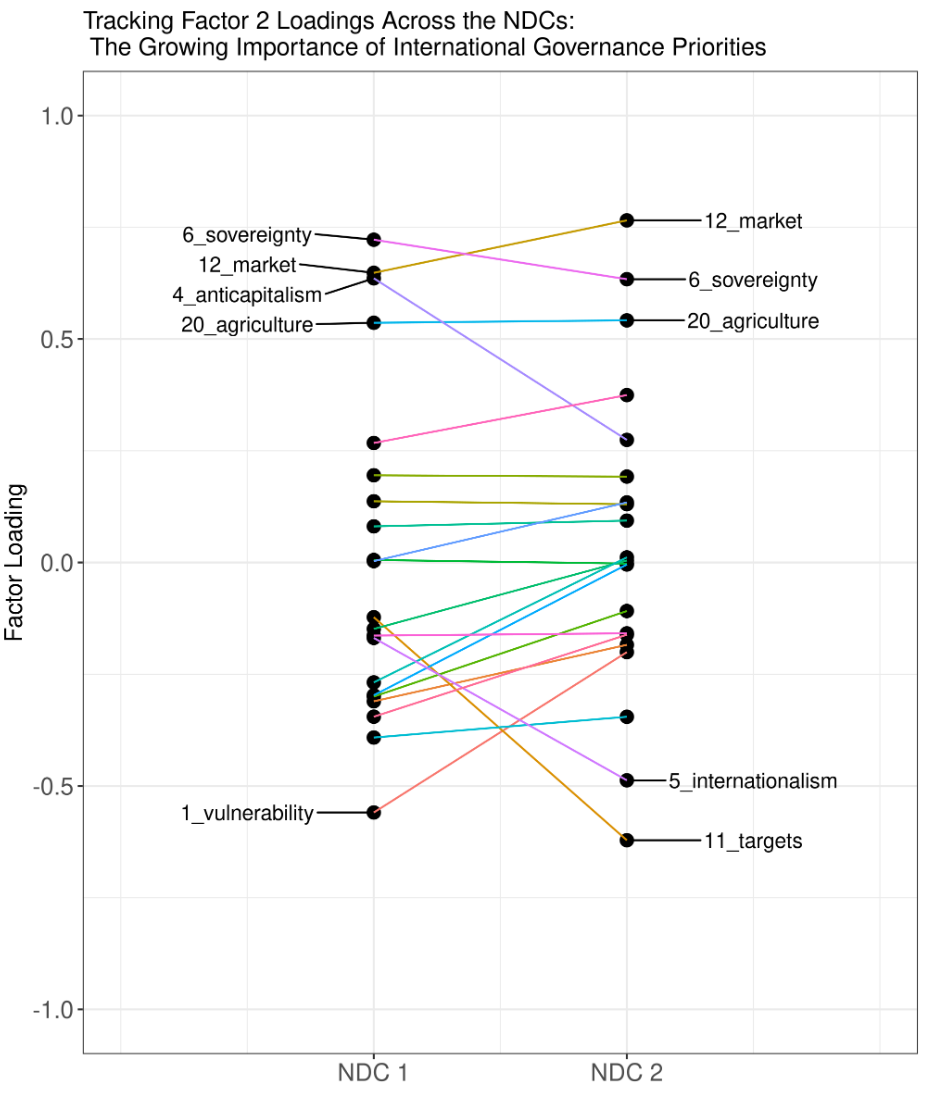 Tracking Factor 2 Loadings Across the NDCs:
The Growing Importance of International Governance Priorities
1.0
0.5
0.0
-0.5
-1.0
Factor Loading
6_sovereignty
12_market
4_anticapitalism
20_agriculture
1_vulnerability
12_market
6_sovereignty
20_agriculture
5_internationalism
11_targets
NDC 1
NDC 2